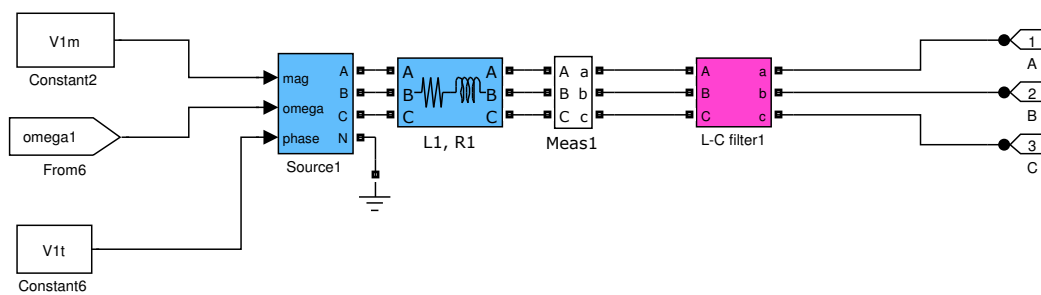 V1m
Constant2
omega1
From6
V1t
Constant6
mag
omega
phase
A
B
C
N
Source1
A
B
C
A
B
C
L1, R1
A a
B b
C c
Meas1
A a
B b
C c
L-C filter1
1
A
2
B
3
C